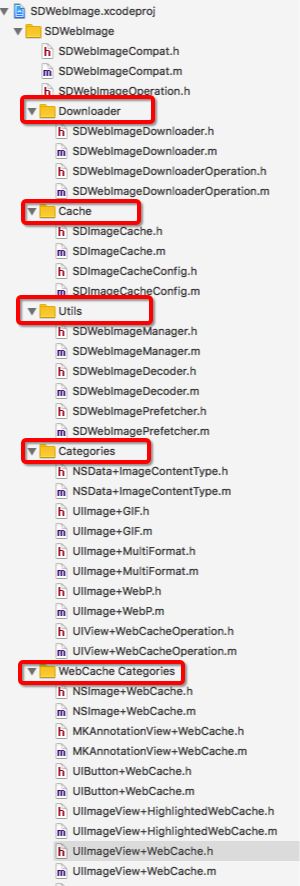 SDWebImage.xcodeproj
SDWebImage
h SDWebImageCompat.h
m SDWebImageCompat.m
h SDWebImageOperation.h
Downloader
h SDWebImageDownloader.h
m SDWebImageDownloader.m
h SDWebImageDownloaderOperation.h
m SDWebImageDownloaderOperation.m
Cache
h SDImageCache.h
m SDImageCache.m
h SDImageCacheConfig.h
m SDImageCacheConfig.m
Utils
h SDWebImageManager.h
m SDWebImageManager.m
h SDWebImageDecoder.h
m SDWebImageDecoder.m
h SDWebImagePrefetcher.h
m SDWebImagePrefetcher.m
Categories
h NSData+ImageContentType.h
m NSData+ImageContentType.m
h UIImage+GIF.h
m UIImage+GIF.m
h UIImage+MultiFormat.h
m UIImage+MultiFormat.m
h UIImage+WebP.h
m UIImage+WebP.m
h UIView+WebCacheOperation.h
m UIView+WebCacheOperation.m
WebCache Categories
h NSImage+WebCache.h
m NSImage+WebCache.m
h MKAnnotationView+WebCache.h
m MKAnnotationView+WebCache.m
h UIButton+WebCache.h
m UIButton+WebCache.m
h UIImageView+HighlightedWebCache.h
m UIImageView+HighlightedWebCache.m
h UIImageView+WebCache.h
m UIImageView+WebCache.m